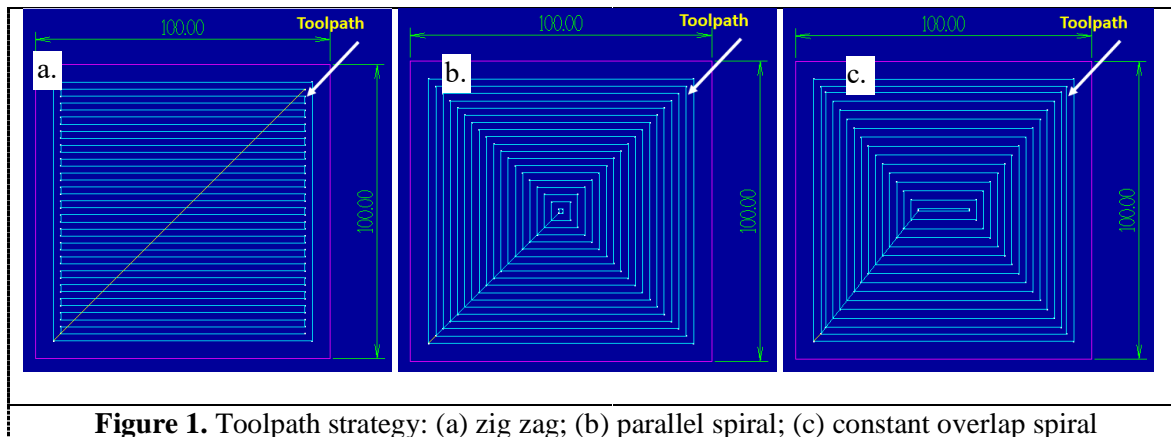 Toolpath Toolpath Toolpath
100.00 100.00 100.00
a. b. c.
100.00 100.00 100.00
Figure 1. Toolpath strategy: (a) zig zag; (b) parallel spiral; (c) constant overlap spiral